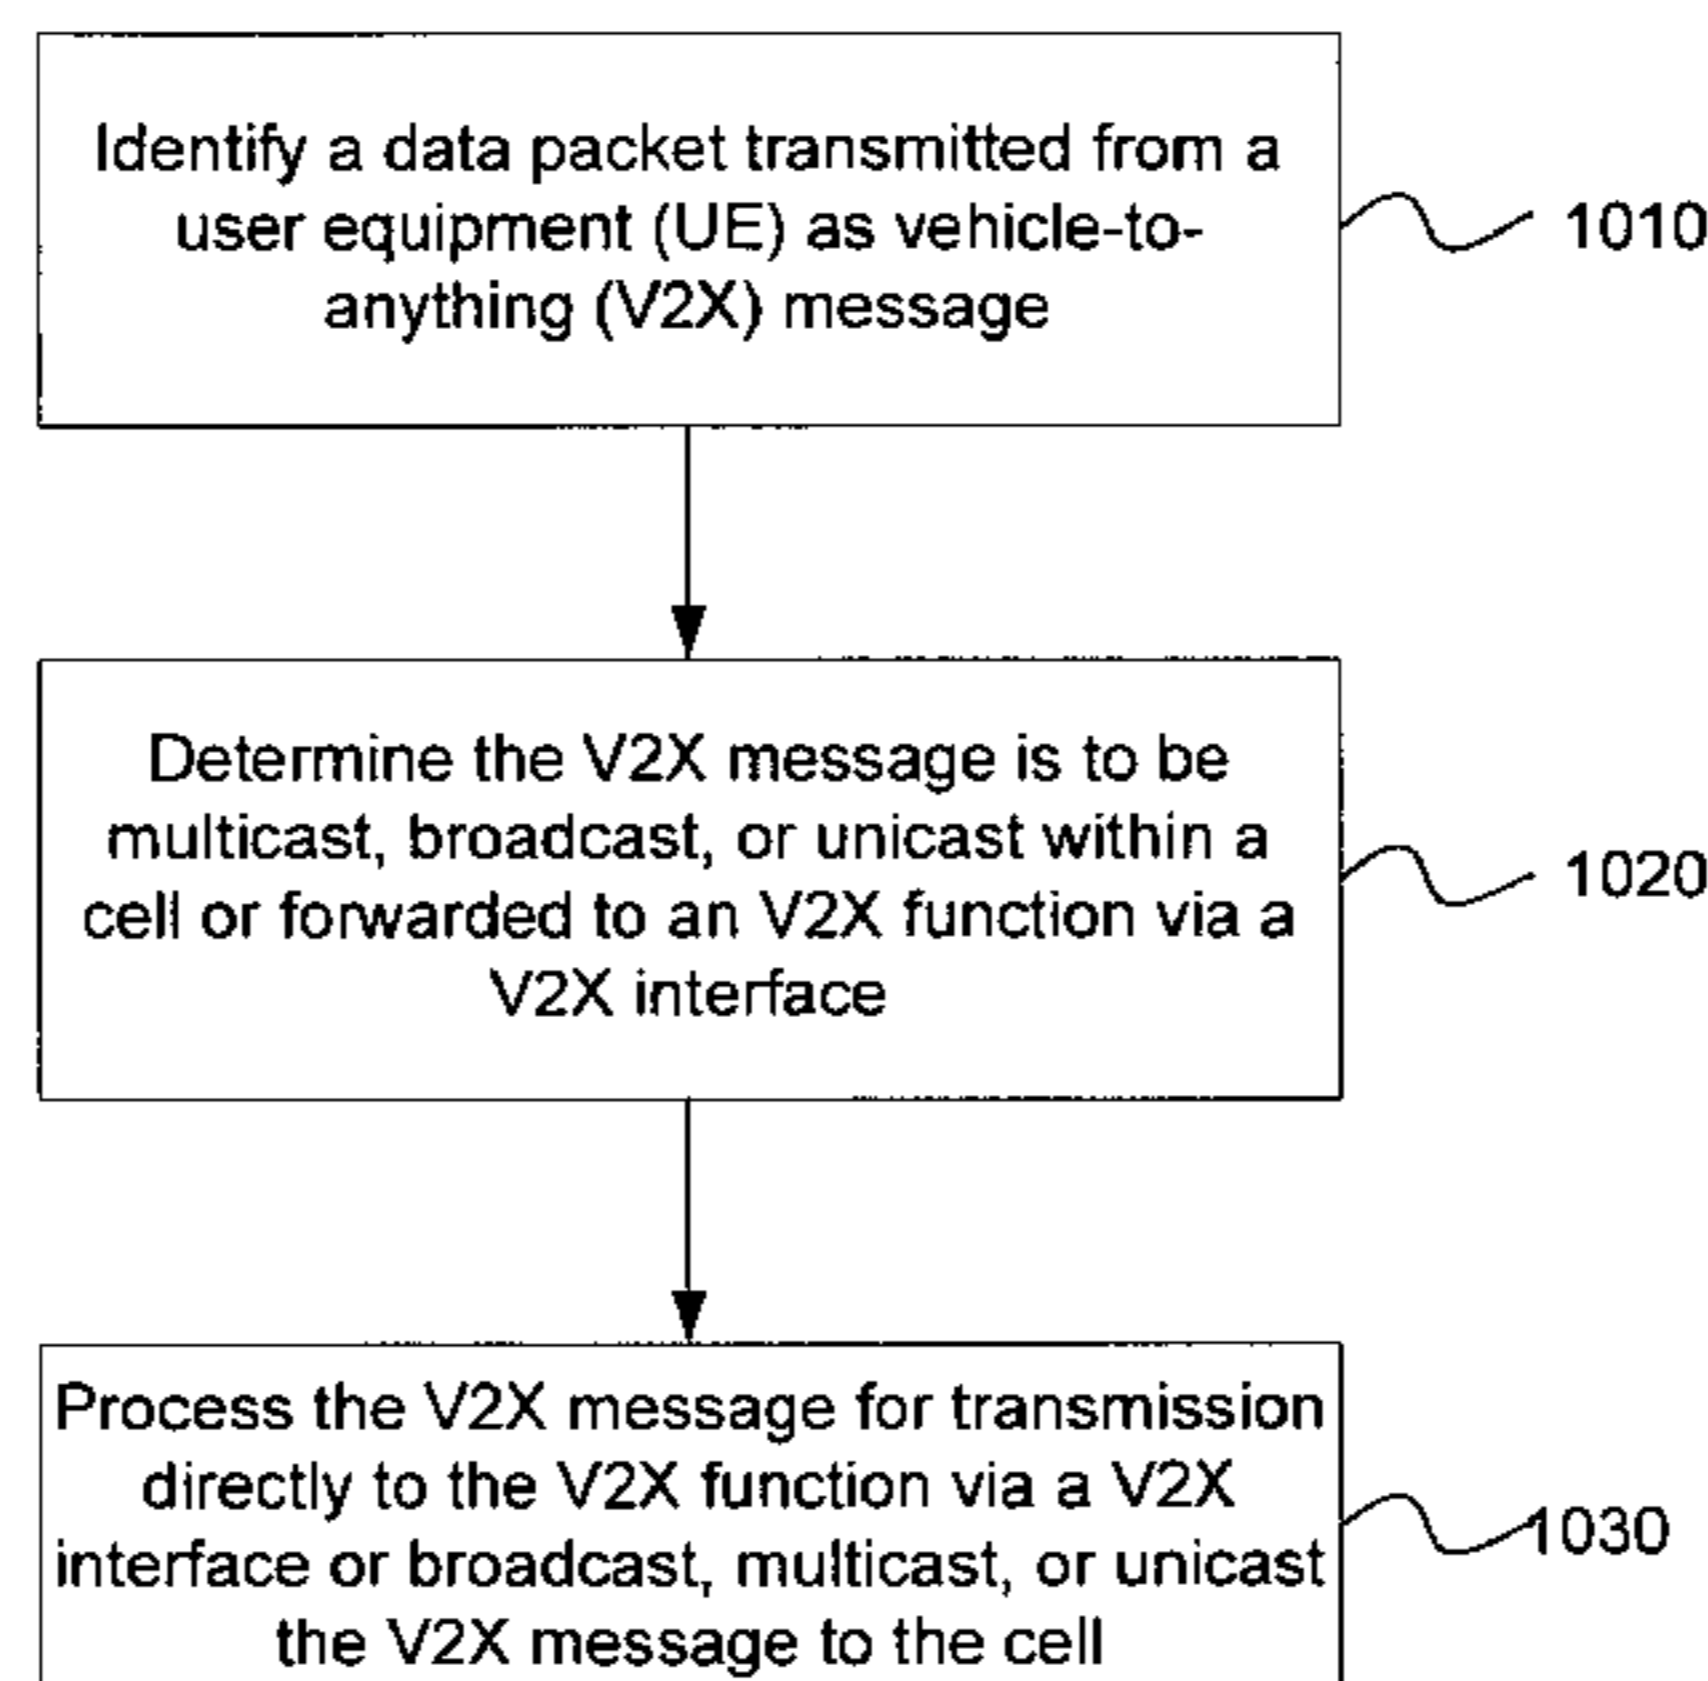 Identify a data packet transmitted from a
user equipment (UE) as vehicle-to-
anything (V2X) message
1010
Determine the V2X message is to be
multicast, broadcast, or unicast within a
cell or forwarded to an V2X function via a
V2X interface
1020
Process the V2X message for transmission
directly to the V2X function via a V2X
interface or broadcast, multicast, or unicast
the V2X message to the cell
1030